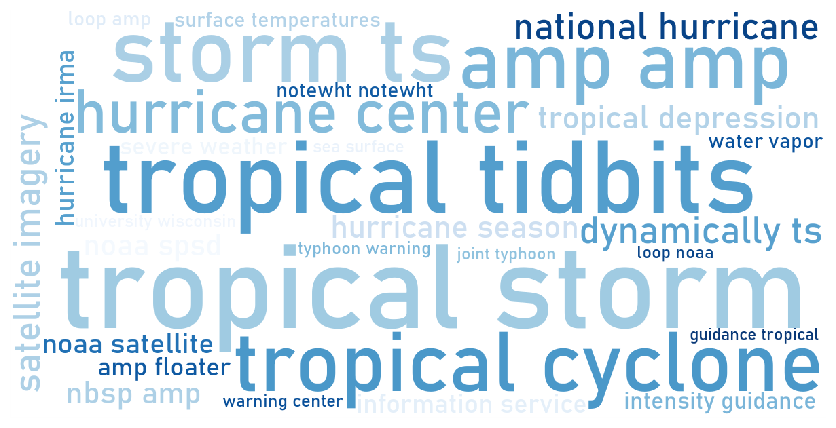 loop amp
surface temperatures
national hurricane
storm ts
amp amp
notewht notewht
hurricane irma
hurricane center
tropical depression
satellite imagery
severe weather
sea surface
water vapor
tropical tidbits
university wisconsin
hurricane season
dynamically ts
noaa spsd
typhoon warning
joint typhoon
loop noaa
tropical storm
guidance tropical
noaa satellite
tropical cyclone
amp floater
nbsp amp
warning center
information service
intensity guidance